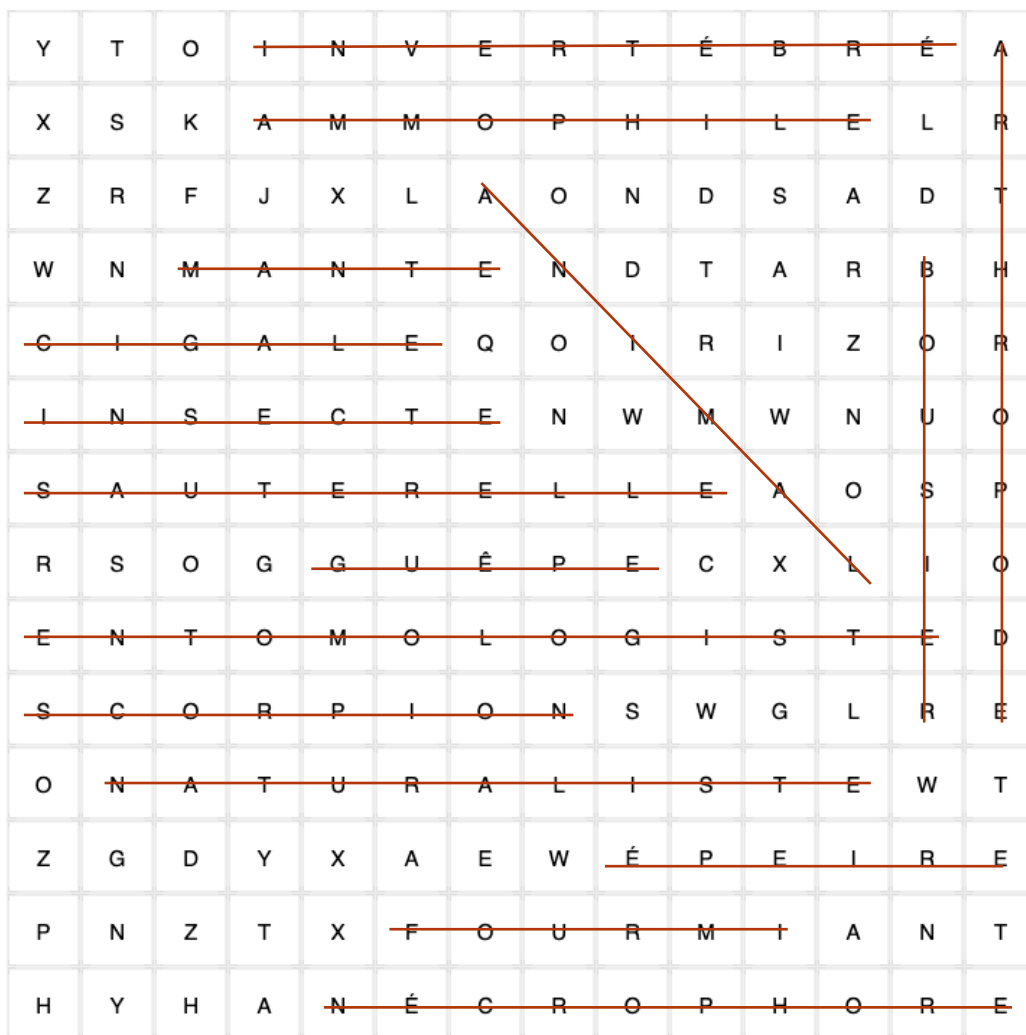 Y T O I N V E R T É B R É A
X S K A M M O P H I L E L R
Z R F J X L A O N D S A D T
W N M A N T E N D T A R B H
C I G A L E Q O I R I Z O R
I N S E C T E N W M W N U O
S A U T E R E L L E A O S P
R S O G G U Ê P E C X L I O
E N T O M O L O G I S T E D
S C O R P I O N S W G L R E
O N A T U R A L I S T E W T
Z G D Y X A E W É P E I R E
P N Z T X F O U R M I A N T
H Y H A N É C R O P H O R E